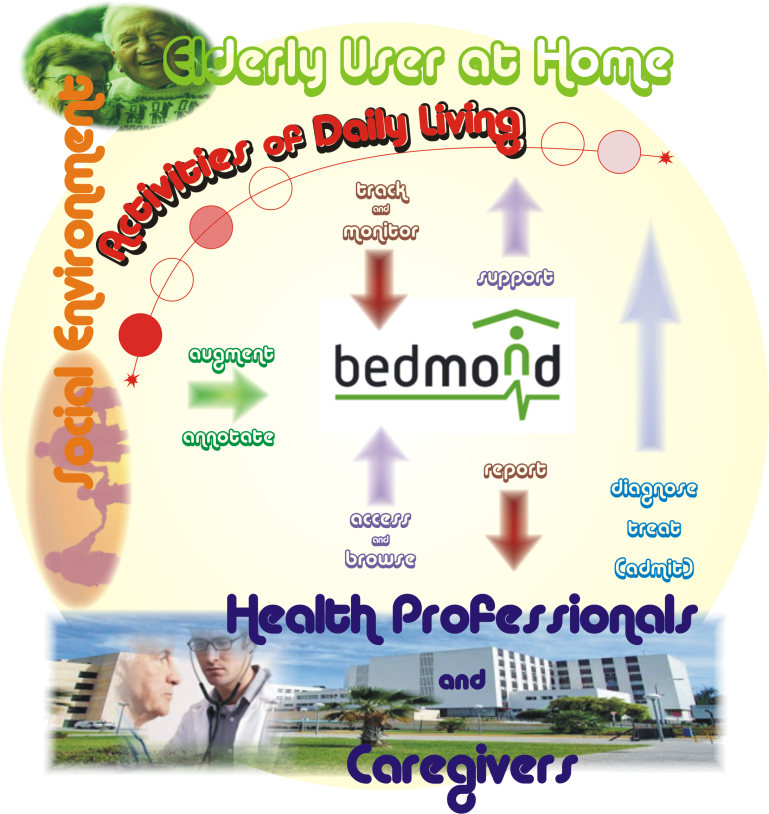 Elderly User at Home
Activities of Daily Living
Social Environment
track
and
monitor
support
bedmond
augment
annotate
access
and
browse
report
diagnose
treat
(admit)
Health Professionals
and
Caregivers